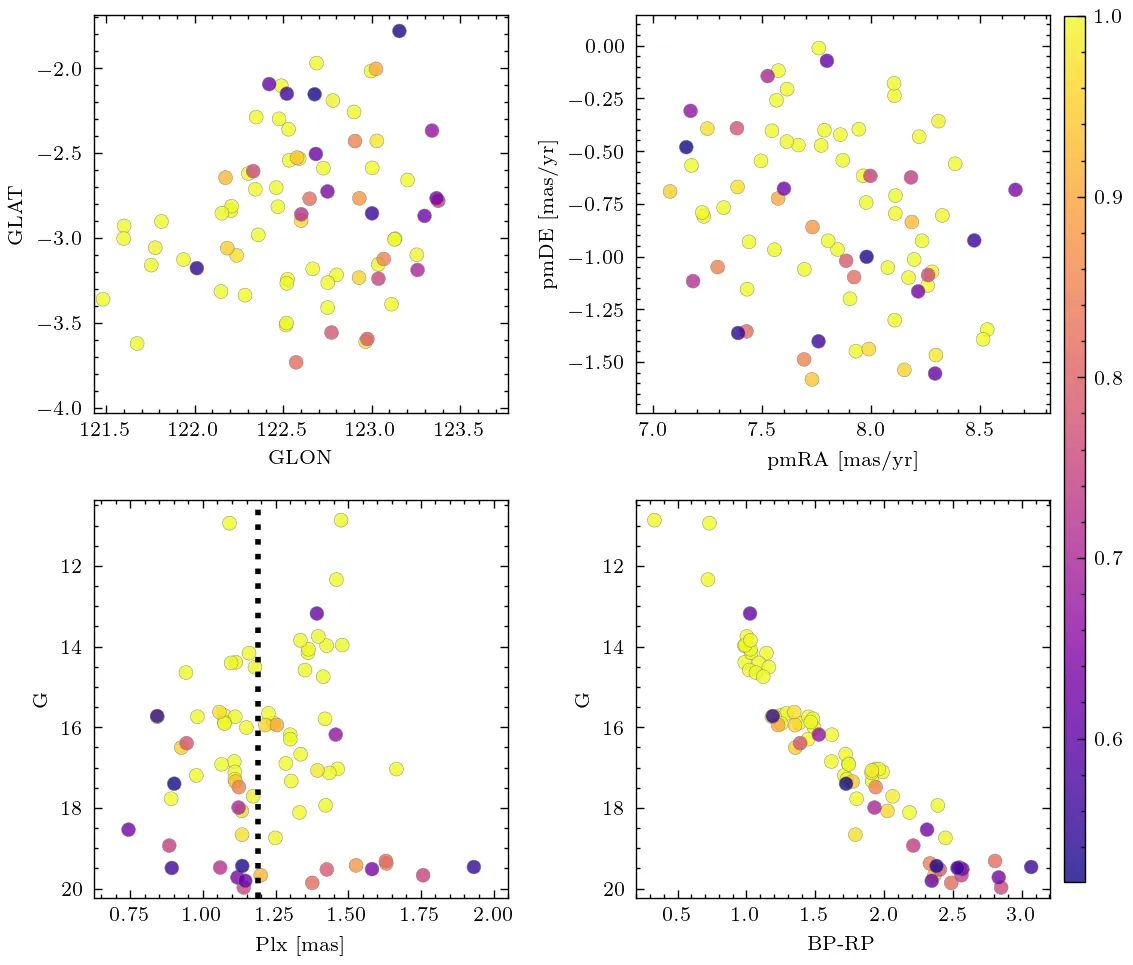 −2.0
−2.5
−3.0
−3.5
−4.0
GLAT
121.5 122.0 122.5 123.0 123.5
GLON
0.00
−0.25
−0.50
−0.75
−1.00
−1.25
−1.50
pmDE [mas/yr]
7.0 7.5 8.0 8.5
pmRA [mas/yr]
1.0
0.9
0.8
0.7
0.6
12
14
16
18
20
G
0.75 1.00 1.25 1.50 1.75 2.00
Plx [mas]
12
14
16
18
20
G
0.5 1.0 1.5 2.0 2.5 3.0
BP-RP